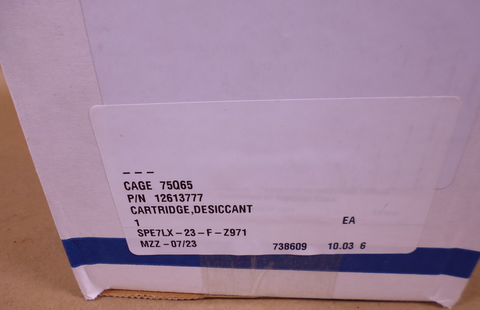 – – –
CAGE 75Q65
P/N 12613777
CARTRIDGE,DESICCANT
1 EA
SPE7LX-23-F-Z971
MZZ-07/23 738609 10.03 6